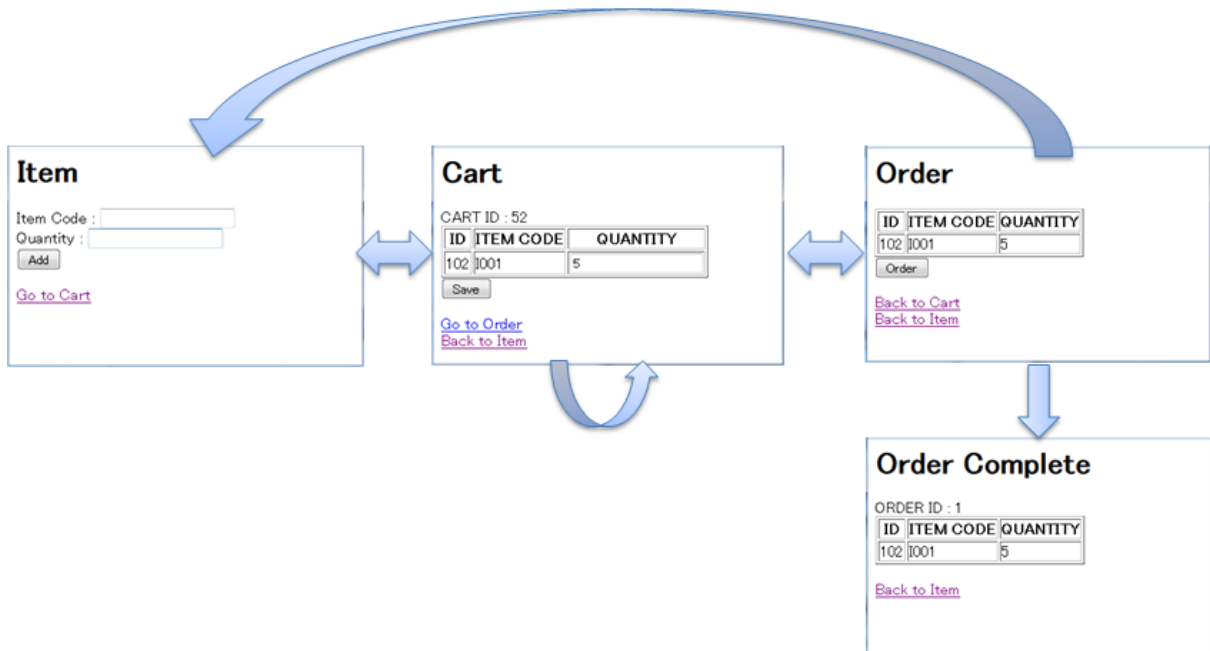 Item
Item Code :
Quantity :
Add
Go to Cart
Cart
CART ID : 52
ID ITEM CODE QUANTITY
102 I001 5
Save
Go to Order
Back to Item
Order
ID ITEM CODE QUANTITY
102 I001 5
Order
Back to Cart
Back to Item
Order Complete
ORDER ID : 1
ID ITEM CODE QUANTITY
102 I001 5
Back to Item